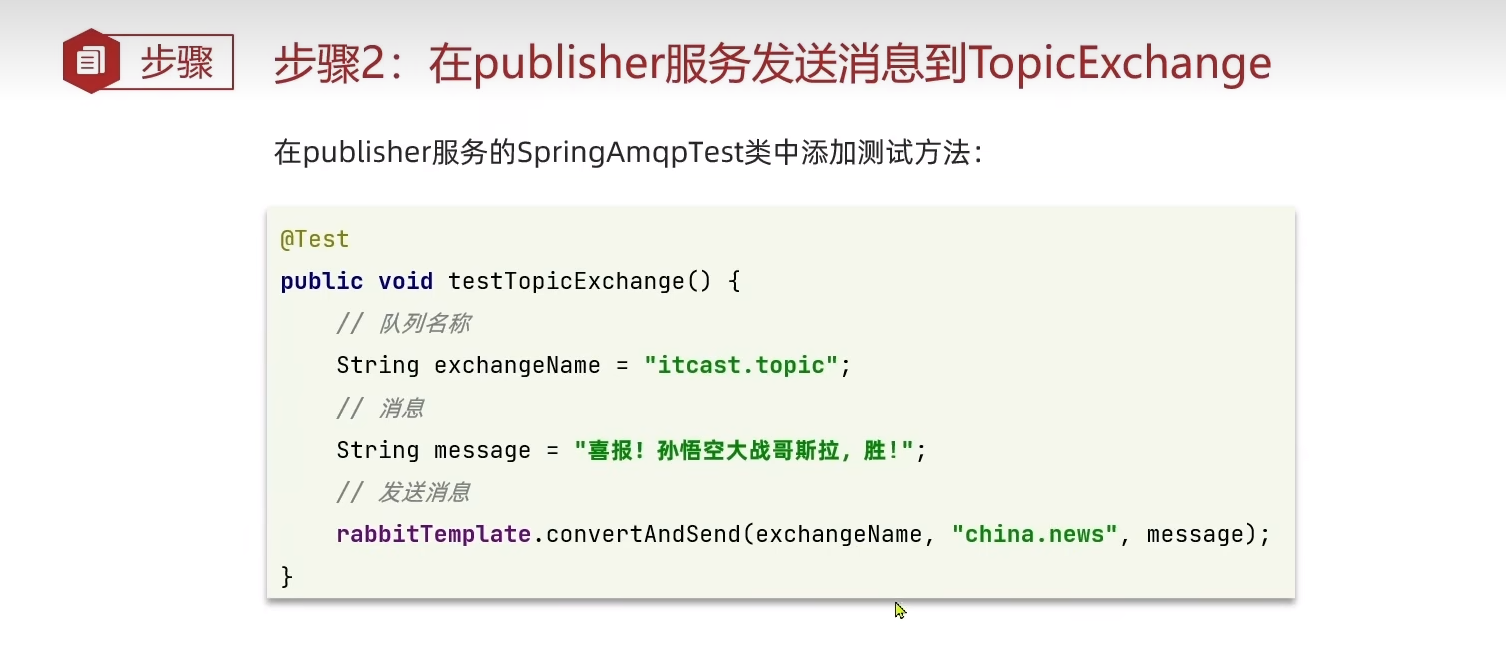 步骤
步骤2：在publisher服务发送消息到TopicExchange
在publisher服务的SpringAmqpTest类中添加测试方法：
@Test
public void testTopicExchange() {
    // 队列名称
    String exchangeName = "itcast.topic";
    // 消息
    String message = "喜报！孙悟空大战哥斯拉，胜!";
    // 发送消息
    rabbitTemplate.convertAndSend(exchangeName, "china.news", message);
}